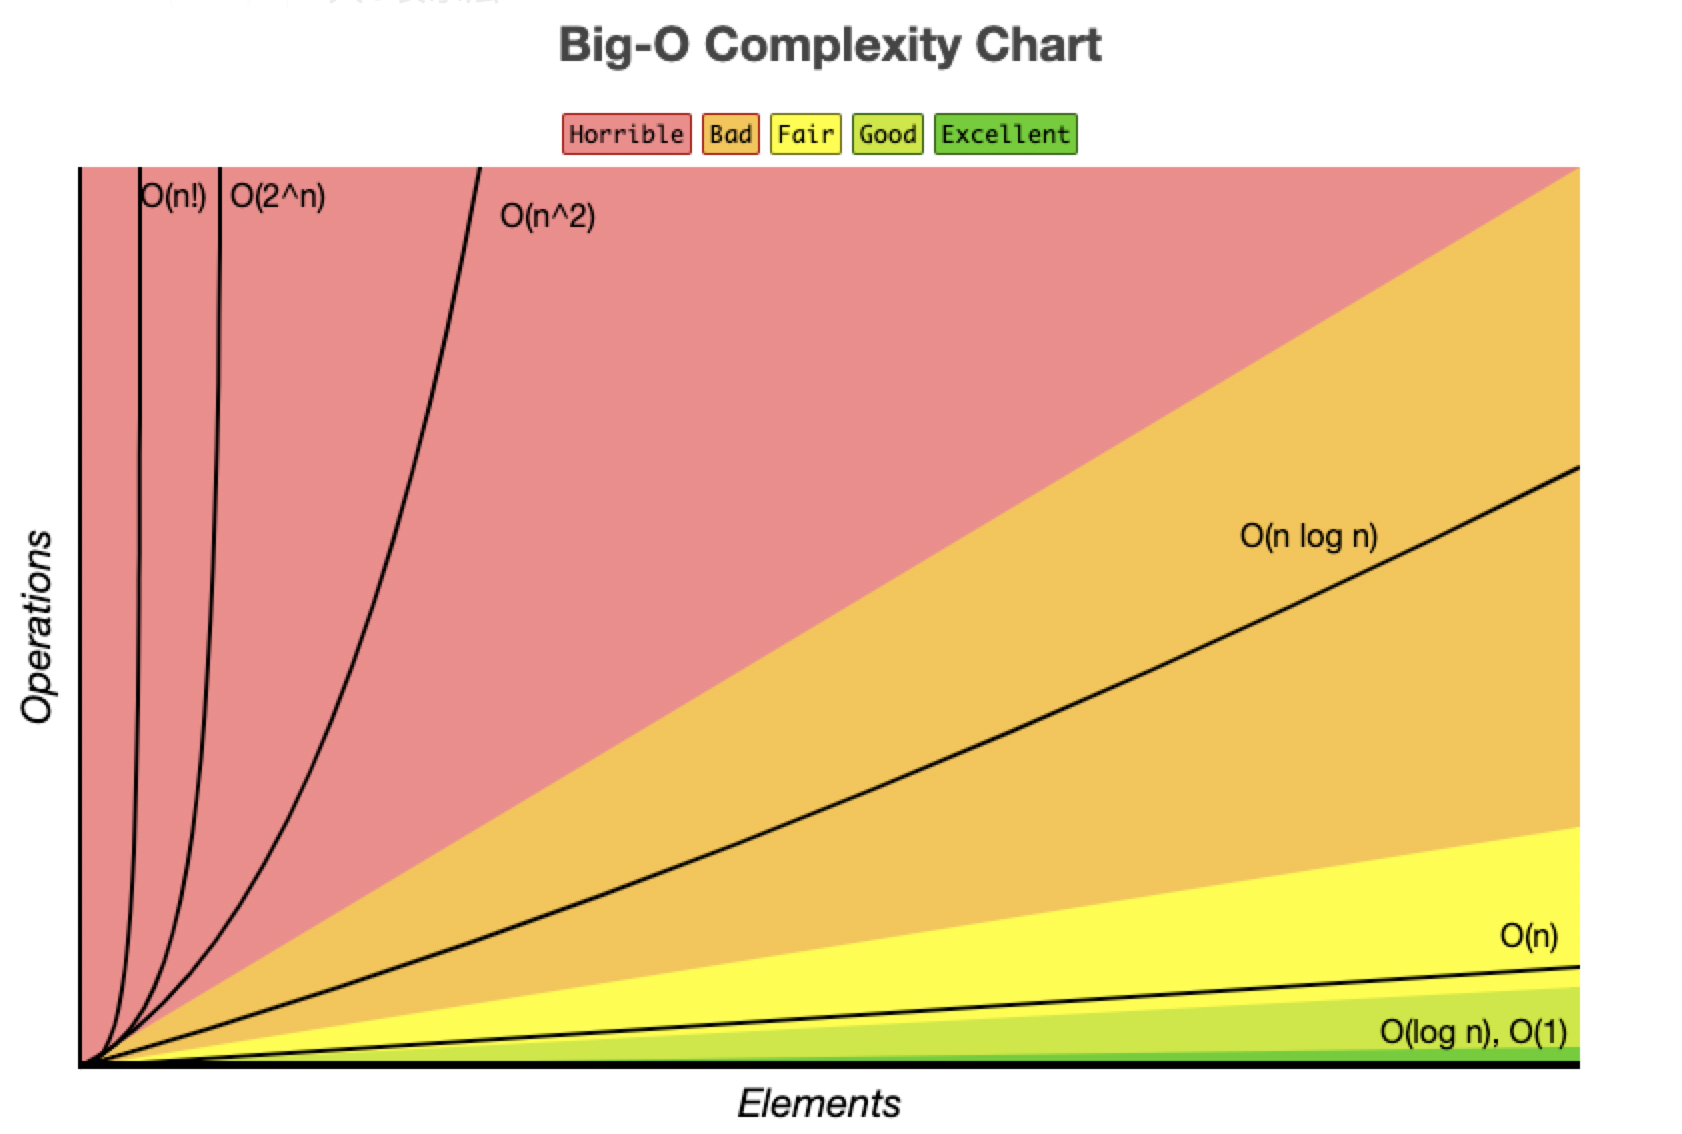 Big-O Complexity Chart
Horrible Bad Fair Good Excellent
O(n!) O(2^n)
O(n^2)
O(n log n)
O(n)
O(log n), O(1)
Operations
Elements